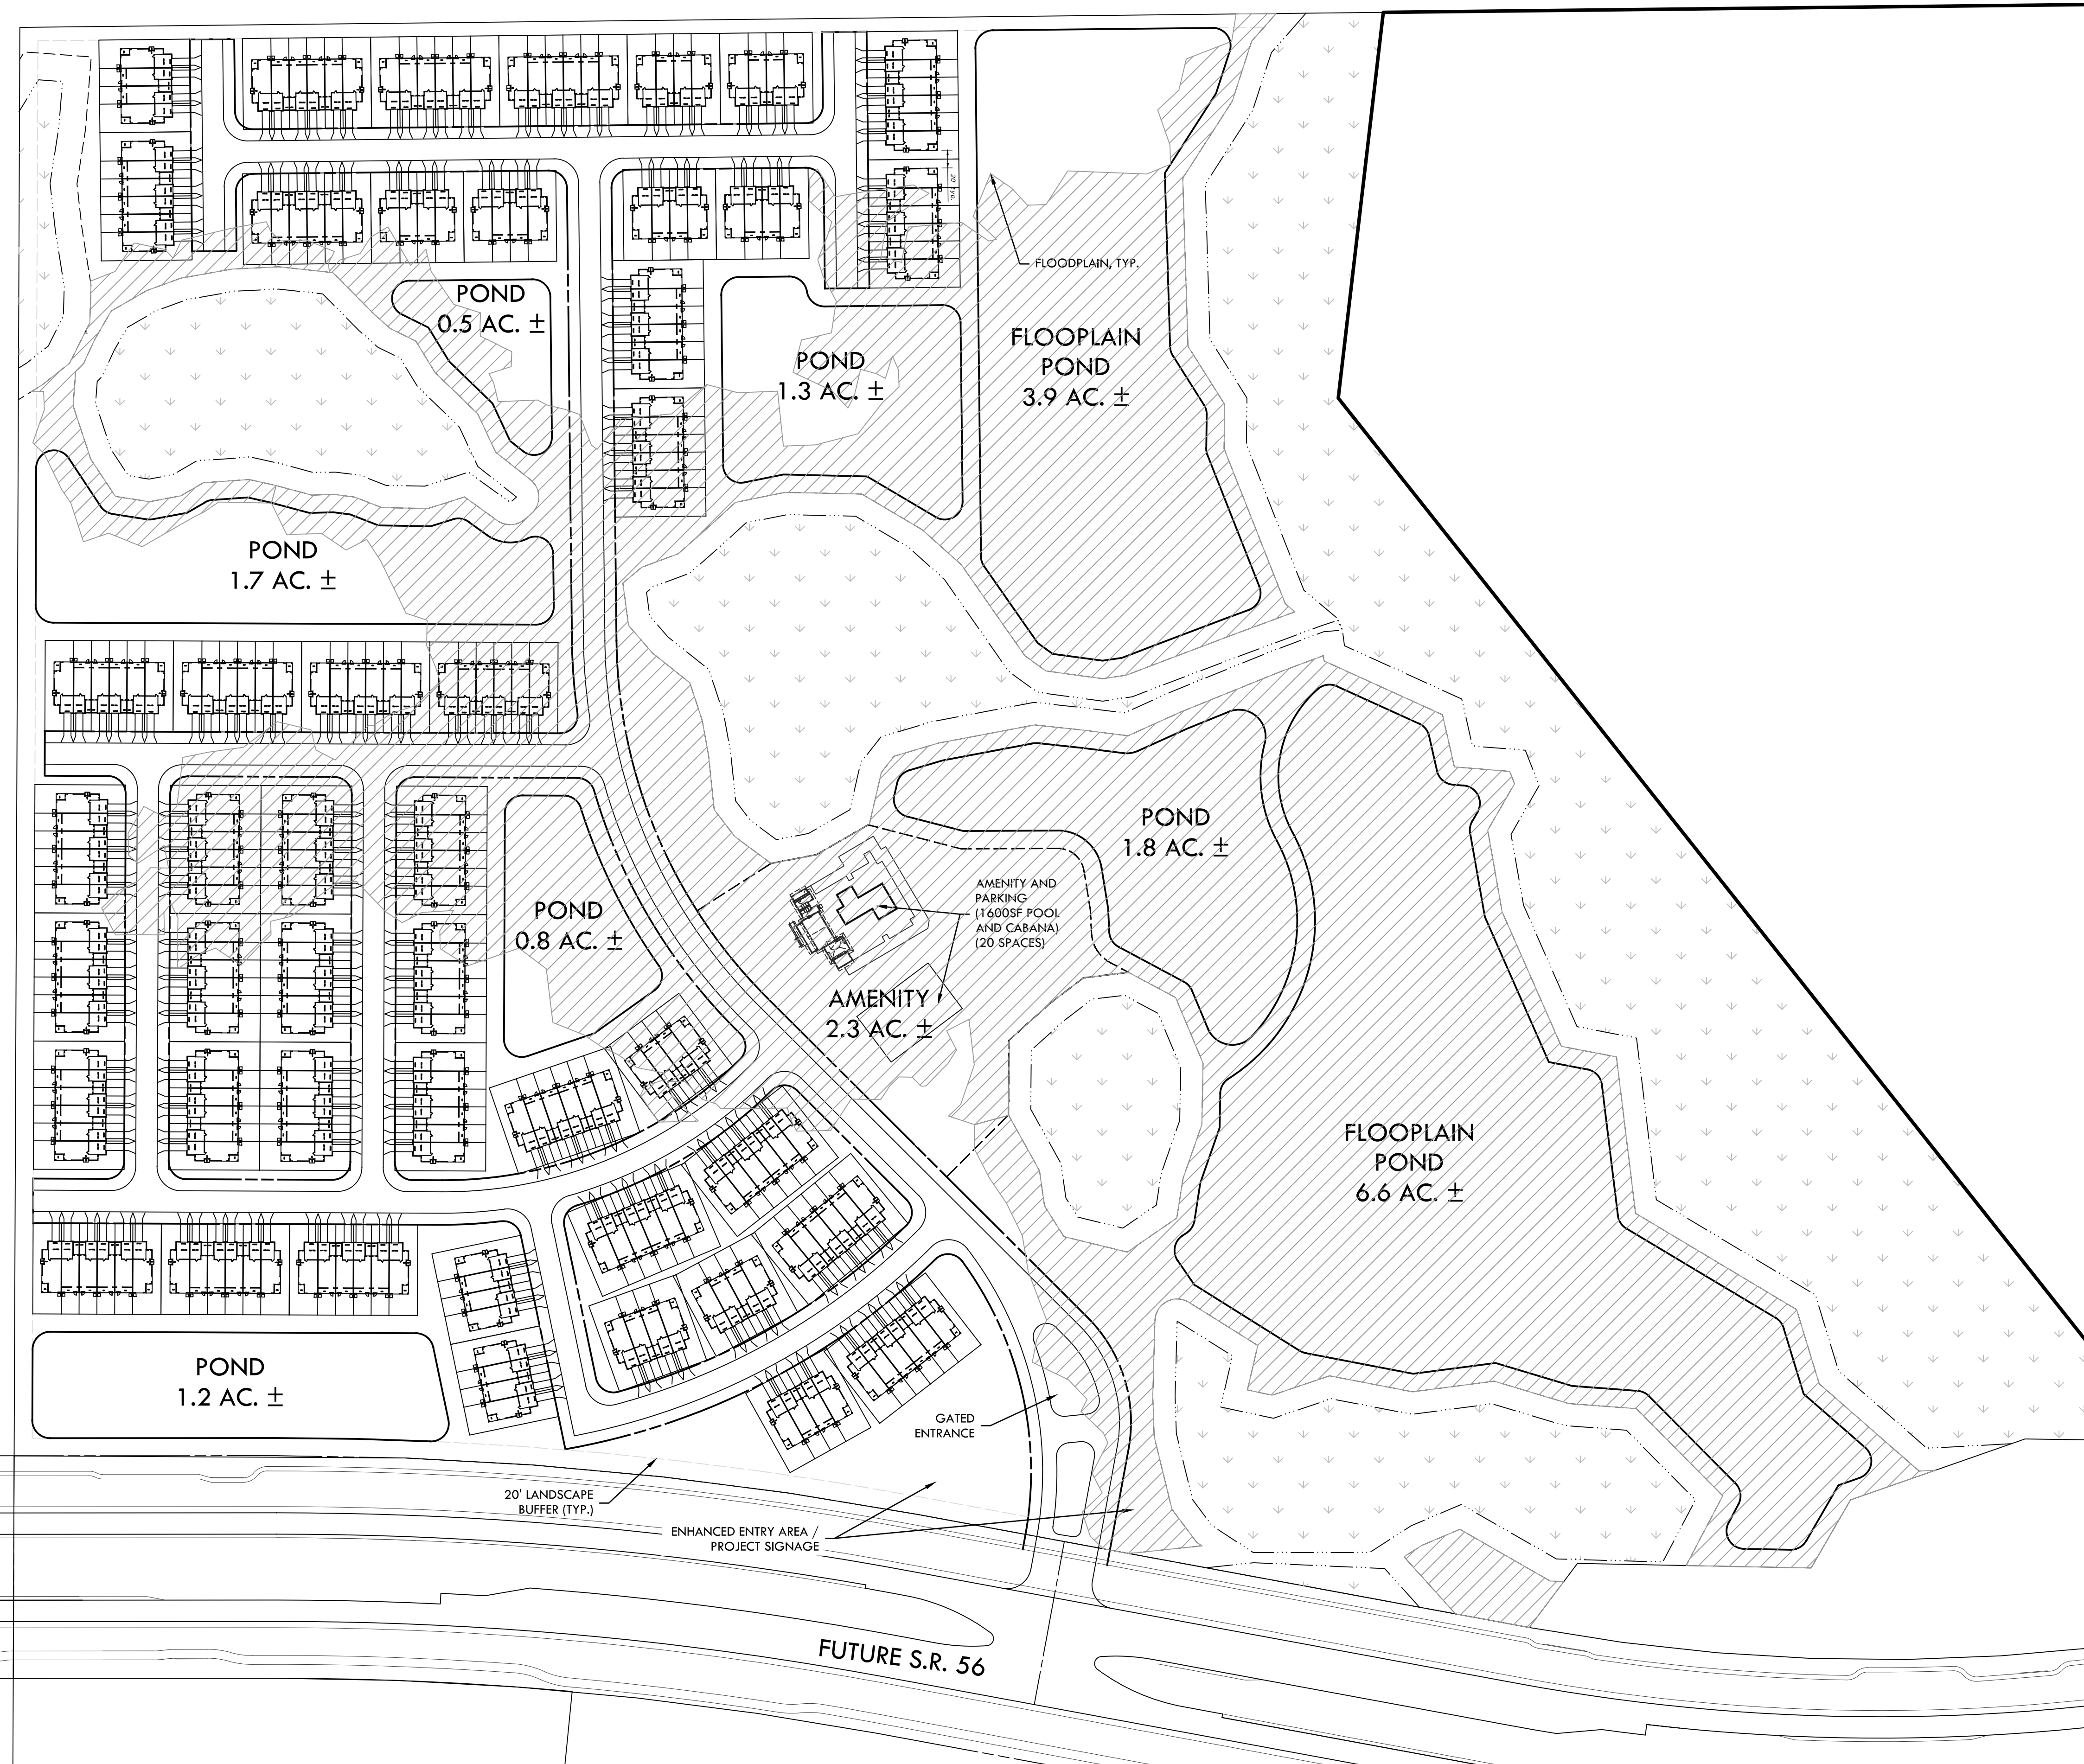 20' TYP.
FLOODPLAIN, TYP.
POND
0.5 AC. ±
FLOOPLAIN
POND
3.9 AC. ±
POND
1.3 AC. ±
POND
1.7 AC. ±
POND
1.8 AC. ±
AMENITY AND
PARKING
(1600SF POOL
AND CABANA)
(20 SPACES)
POND
0.8 AC. ±
AMENITY
2.3 AC. ±
FLOOPLAIN
POND
6.6 AC. ±
POND
1.2 AC. ±
GATED
ENTRANCE
20' LANDSCAPE
BUFFER (TYP.)
ENHANCED ENTRY AREA /
PROJECT SIGNAGE
FUTURE S.R. 56